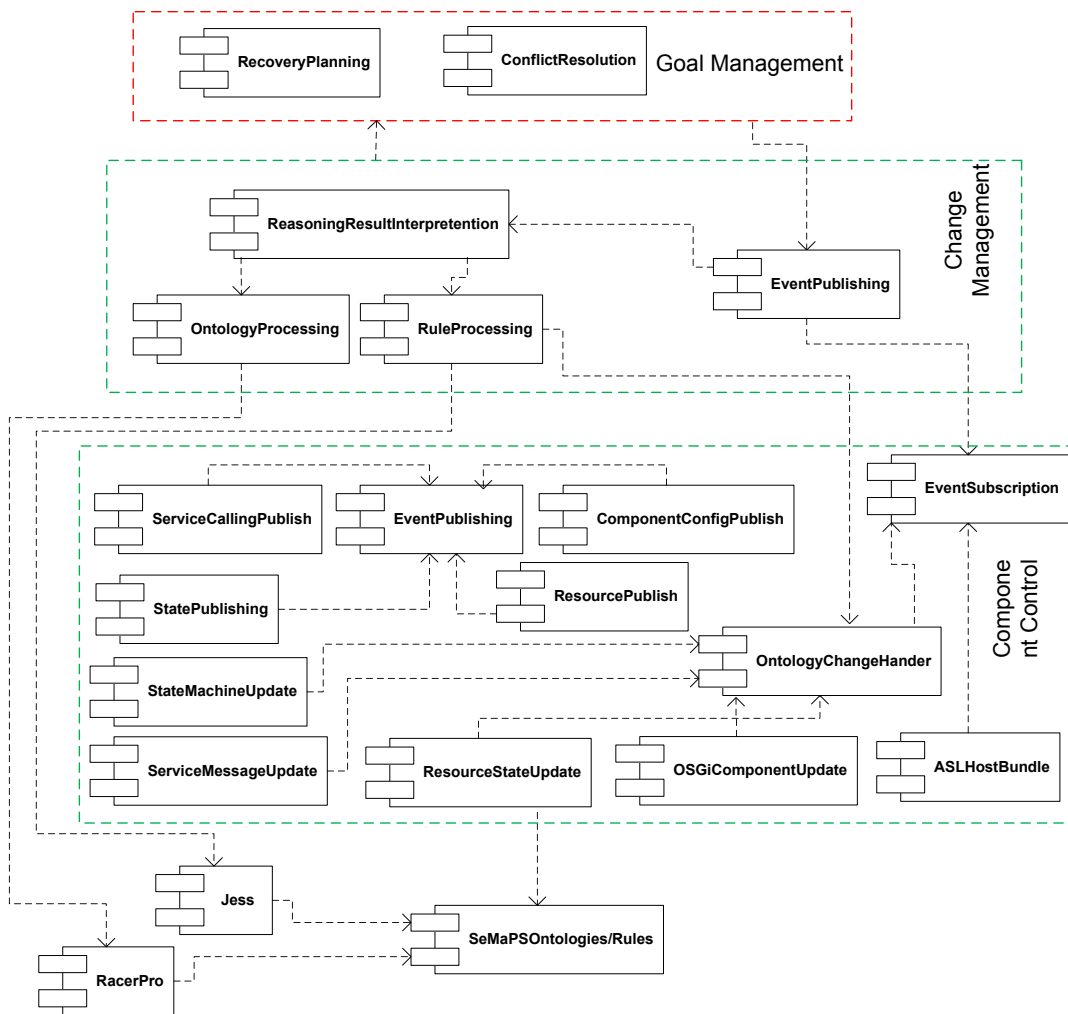 RecoveryPlanning
ConflictResolution
Goal Management
ReasoningResultInterpretention
Change
Management
EventPublishing
OntologyProcessing
RuleProcessing
EventSubscription
ServiceCallingPublish
EventPublishing
ComponentConfigPublish
StatePublishing
ResourcePublish
Compone
nt Control
OntologyChangeHander
StateMachineUpdate
ServiceMessageUpdate
ResourceStateUpdate
OSGiComponentUpdate
ASLHostBundle
Jess
SeMaPSOntologies/Rules
RacerPro